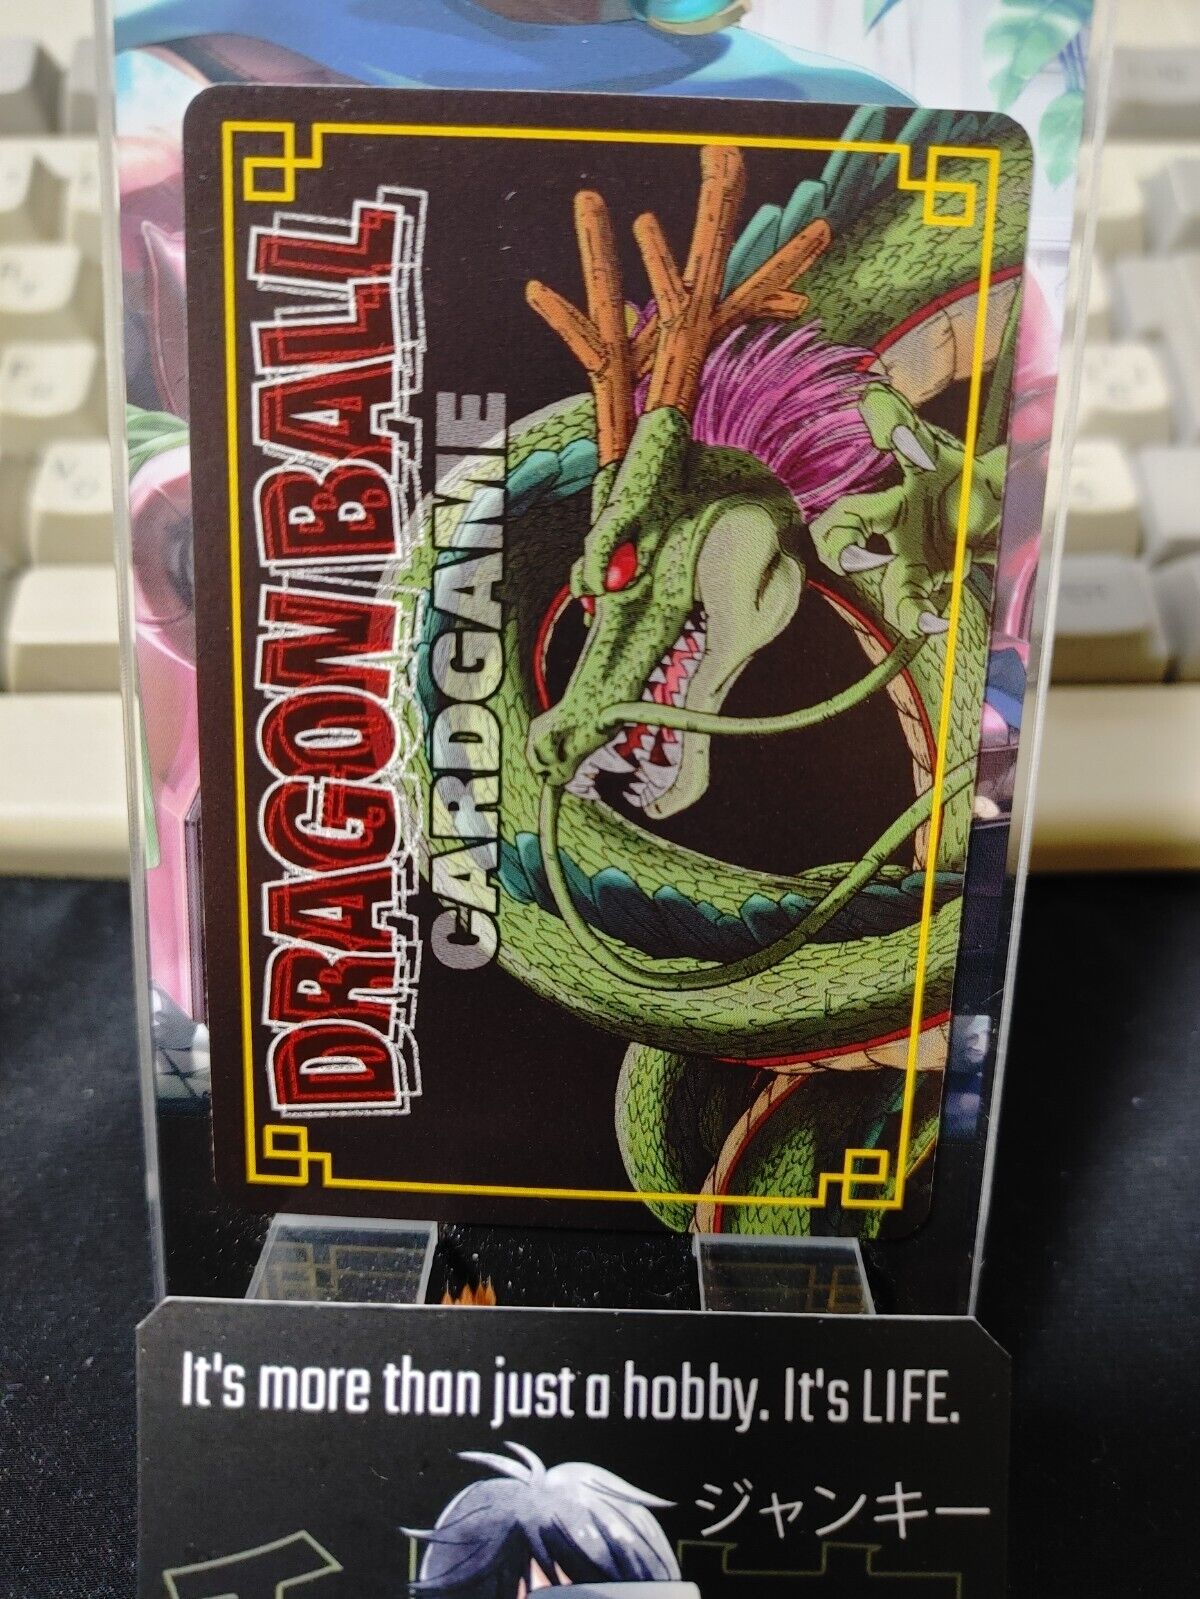 DRAGON BALL
CARDGAME
It's more than just a hobby. It's LIFE.
ジャンキー